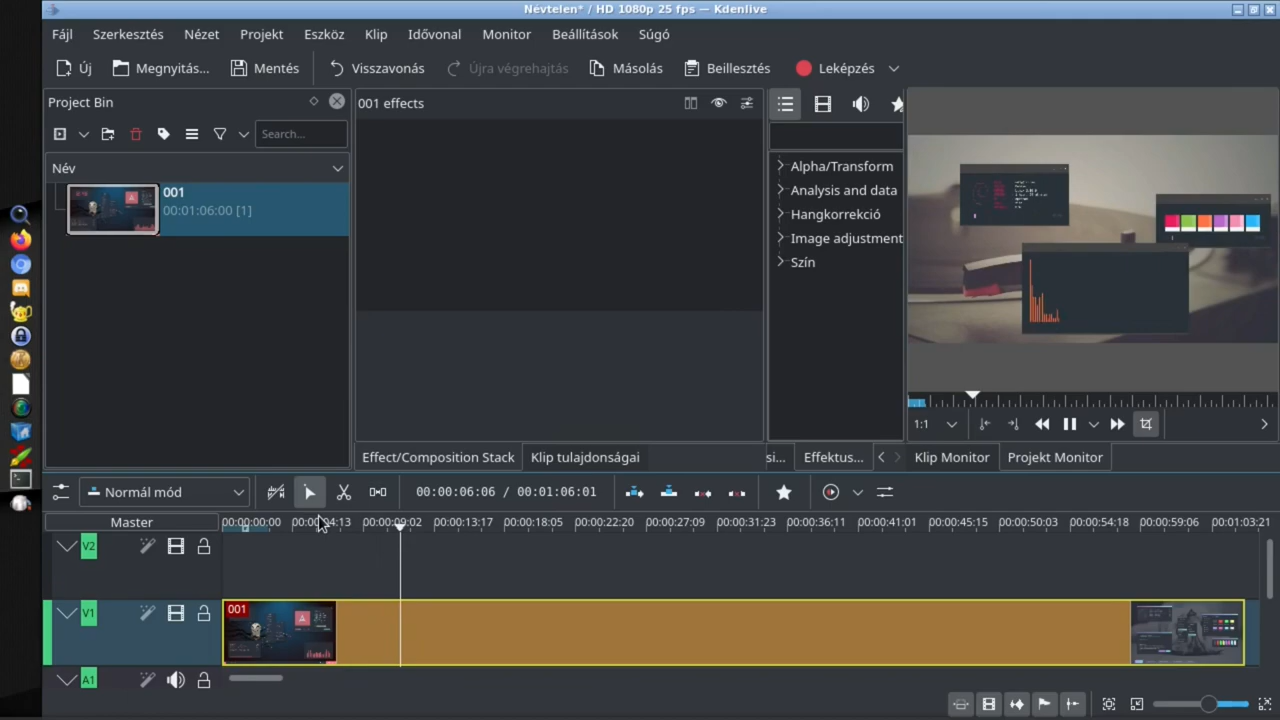 Névtelen* / HD 1080p 25 fps — Kdenlive
Fájl Szerkesztés Nézet Projekt Eszköz Klip Idővonal Monitor Beállítások Súgó
Új Megnyitás... Mentés Visszavonás Újra végrehajtás Másolás Beillesztés Leképzés
Project Bin
001 effects
Search...
Név
001
00:01:06:00 [1]
Alpha/Transform
Analysis and data
Hangkorrekció
Image adjustment
Szín
1:1
Effect/Composition Stack Klip tulajdonságai si... Effektus... Klip Monitor Projekt Monitor
Normál mód 00:00:06:06 / 00:01:06:01
Master 00:00:00:00 00:00:04:13 00:00:09:02 00:00:13:17 00:00:18:05 00:00:22:20 00:00:27:09 00:00:31:23 00:00:36:11 00:00:41:01 00:00:45:15 00:00:50:03 00:00:54:18 00:00:59:06 00:01:03:21
V2
V1 001
A1